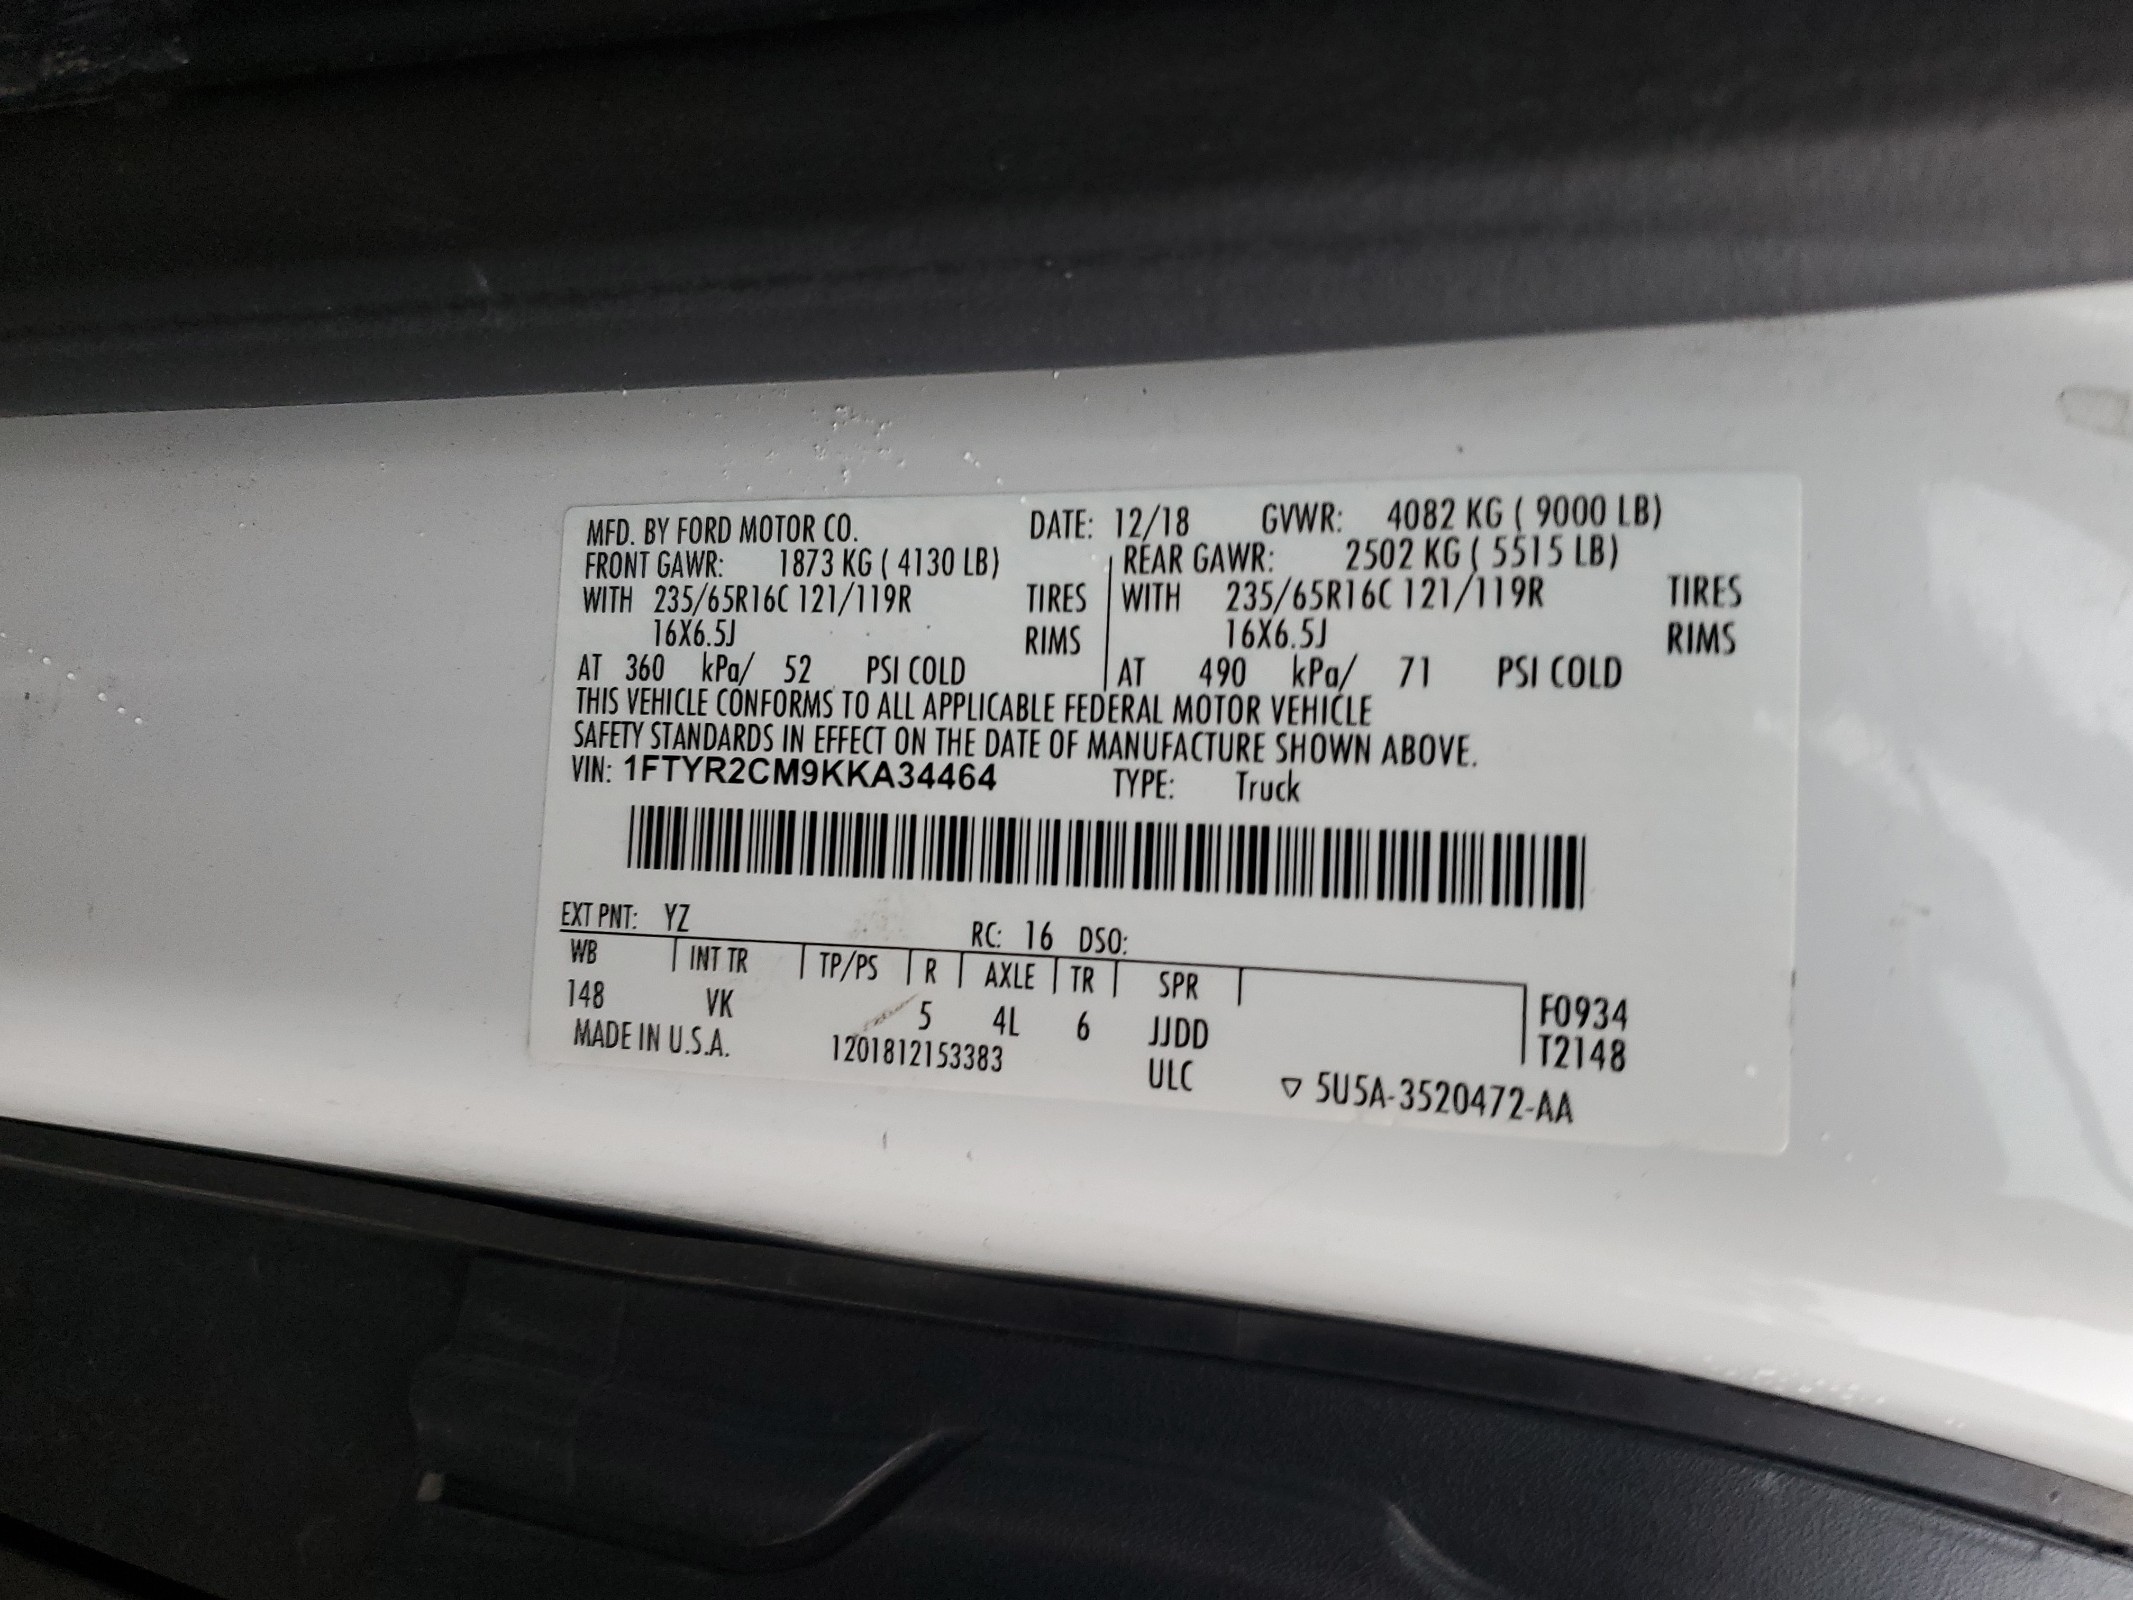 MFD. BY FORD MOTOR CO. DATE: 12/18 GVWR: 4082 KG ( 9000 LB)
FRONT GAWR: 1873 KG ( 4130 LB) REAR GAWR: 2502 KG ( 5515 LB)
WITH 235/65R16C 121/119R TIRES WITH 235/65R16C 121/119R TIRES
16X6.5J RIMS 16X6.5J RIMS
AT 360 kPa/ 52 PSI COLD AT 490 kPa/ 71 PSI COLD
THIS VEHICLE CONFORMS TO ALL APPLICABLE FEDERAL MOTOR VEHICLE
SAFETY STANDARDS IN EFFECT ON THE DATE OF MANUFACTURE SHOWN ABOVE.
VIN: 1FTYR2CM9KKA34464 TYPE: Truck
EXT PNT: YZ RC: 16 DSO:
WB INT TR TP/PS R AXLE TR SPR F0934
148 VK 5 4L 6 JJDD T2148
MADE IN U.S.A. 1201812153383 ULC ▽ 5U5A-3520472-AA